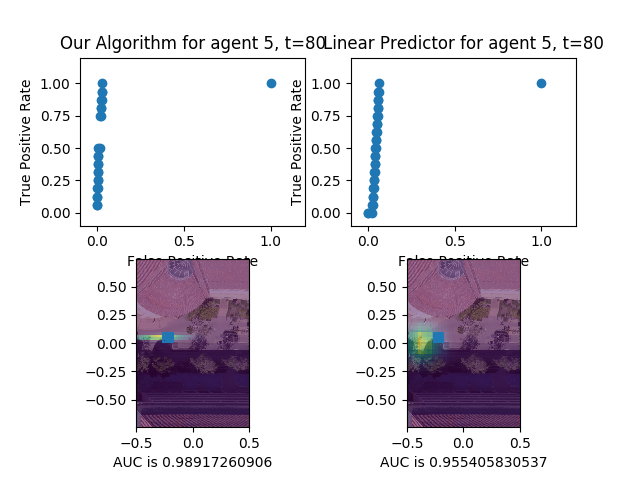 Our Algorithm for agent 5, t=80
Linear Predictor for agent 5, t=80
True Positive Rate
1.00
0.75
0.50
0.25
0.00
0.0 0.5 1.0
False Positive Rate
True Positive Rate
1.00
0.75
0.50
0.25
0.00
0.0 0.5 1.0
False Positive Rate
0.50
0.25
0.00
−0.25
−0.50
−0.5 0.0 0.5
AUC is 0.98917260906
0.50
0.25
0.00
−0.25
−0.50
−0.5 0.0 0.5
AUC is 0.955405830537